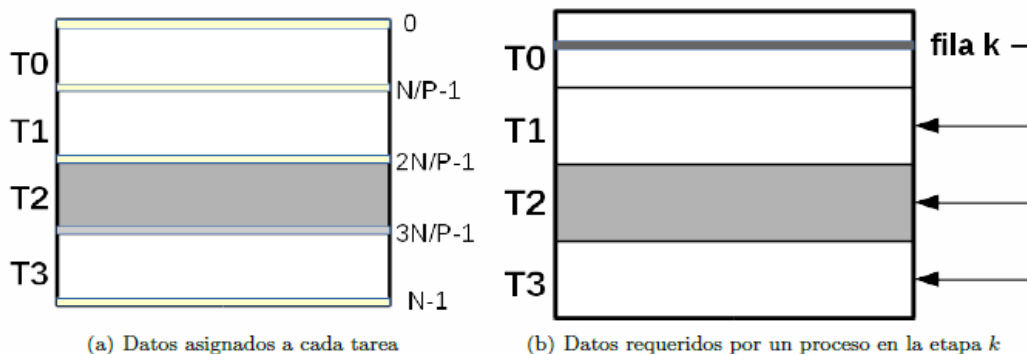 0
T0
N/P-1
T1
2N/P-1
T2
3N/P-1
T3
N-1
(a) Datos asignados a cada tarea
fila k
T0
T1
T2
T3
(b) Datos requeridos por un proceso en la etapa k